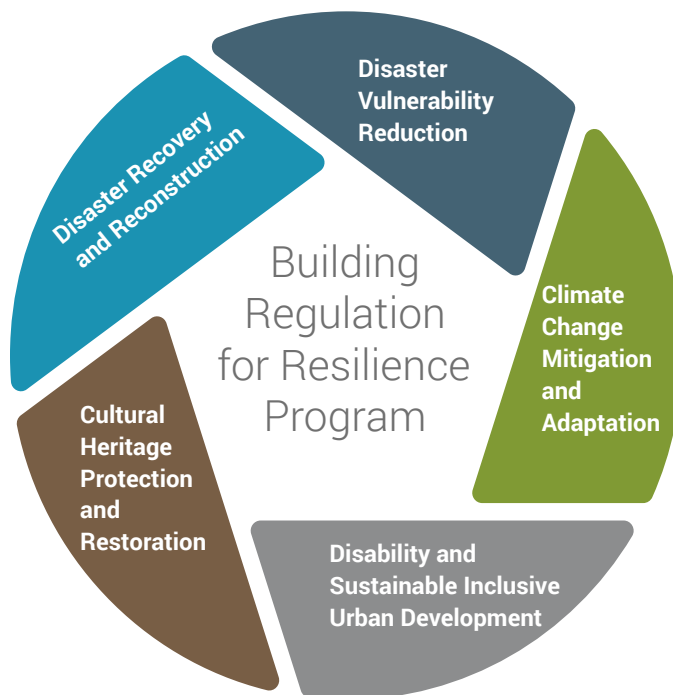 Disaster
Vulnerability
Reduction
Climate
Change
Mitigation
and
Adaptation
Disability and
Sustainable Inclusive
Urban Development
Cultural
Heritage
Protection
and
Restoration
Disaster Recovery
and Reconstruction
Building
Regulation
for Resilience
Program